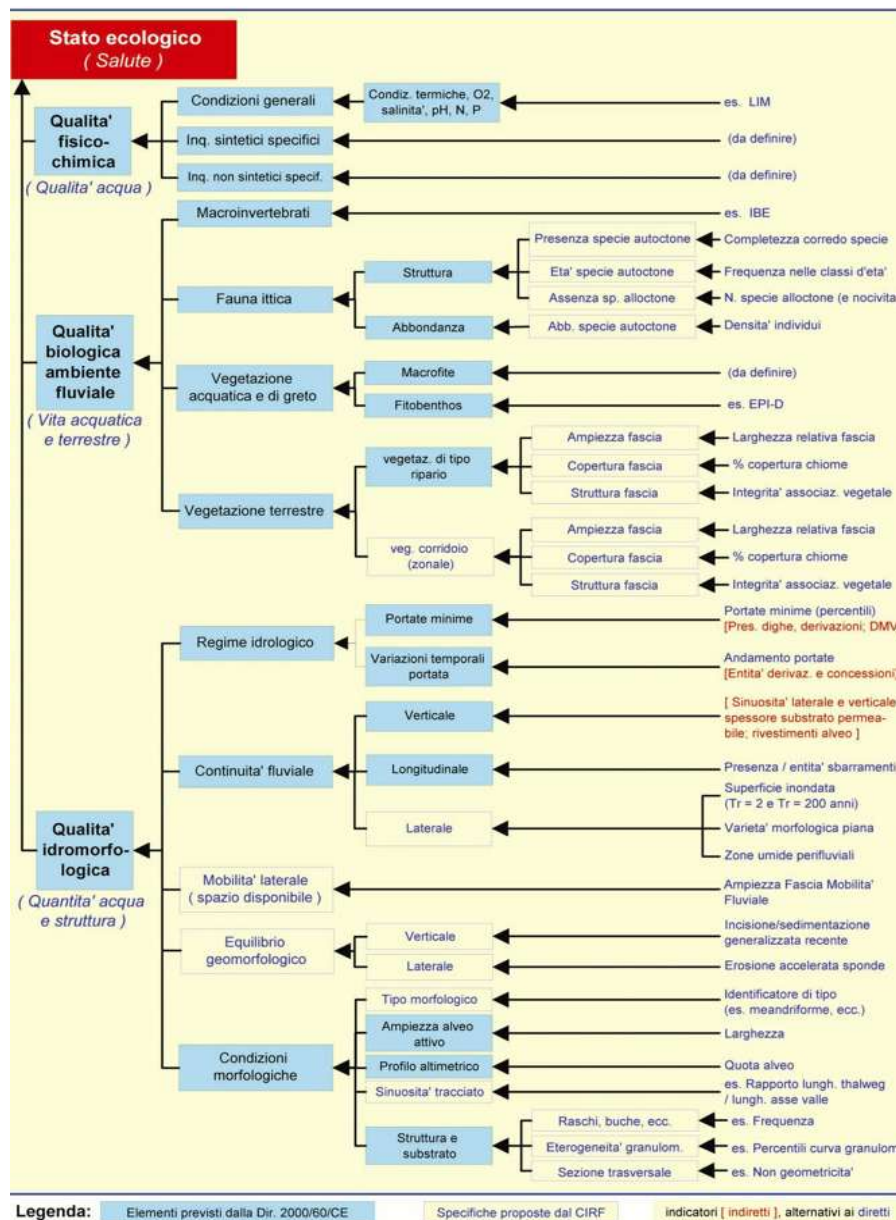 Stato ecologico
( Salute )
Qualita'
fisico-
chimica
( Qualita' acqua )
Condizioni generali
Condiz. termiche, O2,
salinita', pH, N, P
es. LIM
Inq. sintetici specifici
(da definire)
Inq. non sintetici specif.
(da definire)
Qualita'
biologica
ambiente
fluviale
( Vita acquatica
e terrestre )
Macroinvertebrati
es. IBE
Fauna ittica
Struttura
Presenza specie autoctone
Completezza corredo specie
Eta' specie autoctone
Frequenza nelle classi d'eta'
Assenza sp. alloctone
N. specie alloctone (e nocivita
Abbondanza
Abb. specie autoctone
Densita' individui
Vegetazione
acquatica e di greto
Macrofite
(da definire)
Fitobenthos
es. EPI-D
Vegetazione terrestre
vegetaz. di tipo
ripario
Ampiezza fascia
Larghezza relativa fascia
Copertura fascia
% copertura chiome
Struttura fascia
Integrita' associaz. vegetale
veg. corridoio
(zonale)
Ampiezza fascia
Larghezza relativa fascia
Copertura fascia
% copertura chiome
Struttura fascia
Integrita' associaz. vegetale
Qualita'
idromorfo-
logica
( Quantita' acqua
e struttura )
Regime idrologico
Portate minime
Portate minime (percentili)
[Pres. dighe, derivazioni; DMV
Variazioni temporali
portata
Andamento portate
[Entita' derivaz. e concessioni]
Continuita' fluviale
Verticale
[ Sinuosita' laterale e verticale
spessore substrato permea-
bile; rivestimenti alveo ]
Longitudinale
Presenza / entita' sbarramenti
Laterale
Superficie inondata
(Tr = 2 e Tr = 200 anni)
Varieta' morfologica piana
Zone umide perifluviali
Mobilita' laterale
( spazio disponibile )
Ampiezza Fascia Mobilita'
Fluviale
Equilibrio
geomorfologico
Verticale
Incisione/sedimentazione
generalizzata recente
Laterale
Erosione accelerata sponde
Condizioni
morfologiche
Tipo morfologico
Identificatore di tipo
(es. meandriforme, ecc.)
Ampiezza alveo
attivo
Larghezza
Profilo altimetrico
Quota alveo
Sinuosita' tracciato
es. Rapporto lungh. thalweg
/ lungh. asse valle
Struttura e
substrato
Raschi, buche, ecc.
es. Frequenza
Eterogeneita' granulom.
es. Percentili curva granulom
Sezione trasversale
es. Non geometricita'
Legenda:
Elementi previsti dalla Dir. 2000/60/CE
Specifiche proposte dal CIRF
indicatori [ indiretti ], alternativi ai diretti